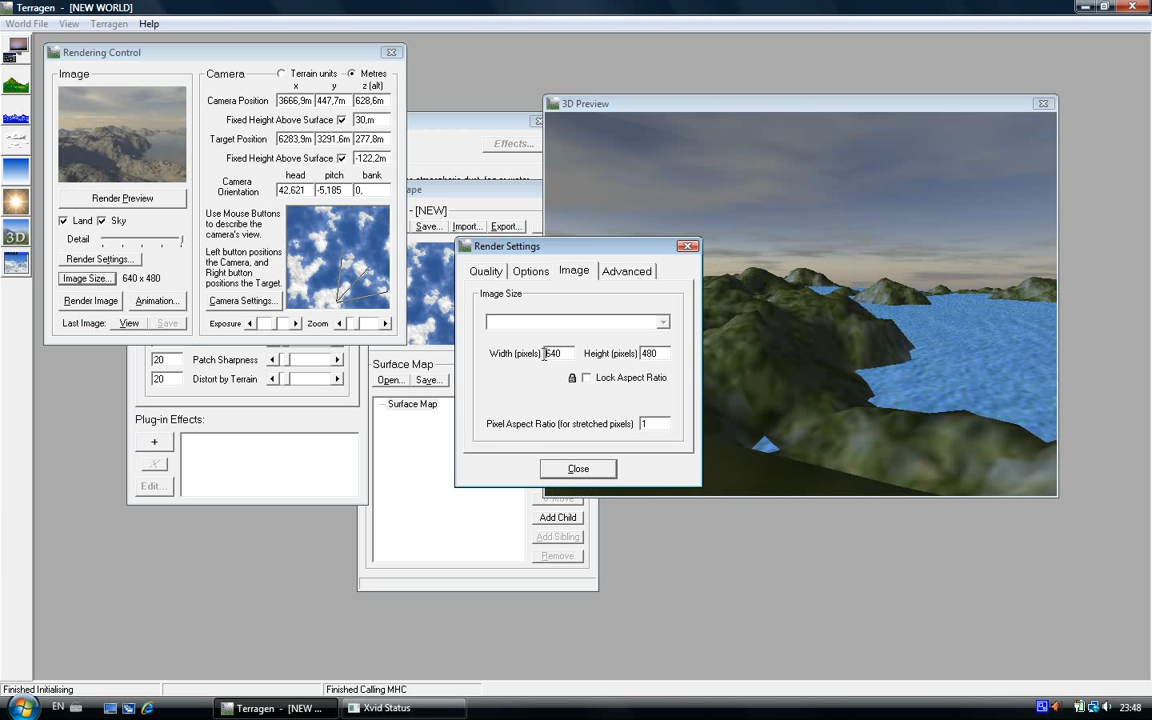 Terragen - [NEW WORLD]
World File View Terragen Help
Rendering Control
Image
Render Preview
Land Sky
Detail
Render Settings...
Image Size... 640 x 480
Render Image Animation...
Last Image: View Save
Camera Terrain units Metres
x y z (alt)
Camera Position 3666,9m 447,7m 628,6m
Fixed Height Above Surface 30,m
Target Position 6283,9m 3291,6m 277,8m
Fixed Height Above Surface -122,2m
head pitch bank
Camera Orientation 42,621 -5,185 0,
Use Mouse Buttons
to describe the
camera's view.
Left button positions
the Camera, and
Right button
positions the Target.
Camera Settings...
Exposure Zoom
Effects...
ape
- [NEW]
Save... Import... Export...
3D Preview
Render Settings
Quality Options Image Advanced
Image Size
Width (pixels) 640 Height (pixels) 480
Lock Aspect Ratio
Pixel Aspect Ratio (for stretched pixels) 1
Close
20 Patch Sharpness
20 Distort by Terrain
Plug-in Effects:
+
X
Edit...
Surface Map
Open... Save...
Surface Map
Add Child
Add Sibling
Remove
3D
Finished Initialising Finished Calling MHC
EN Terragen - [NEW ... Xvid Status 23:48